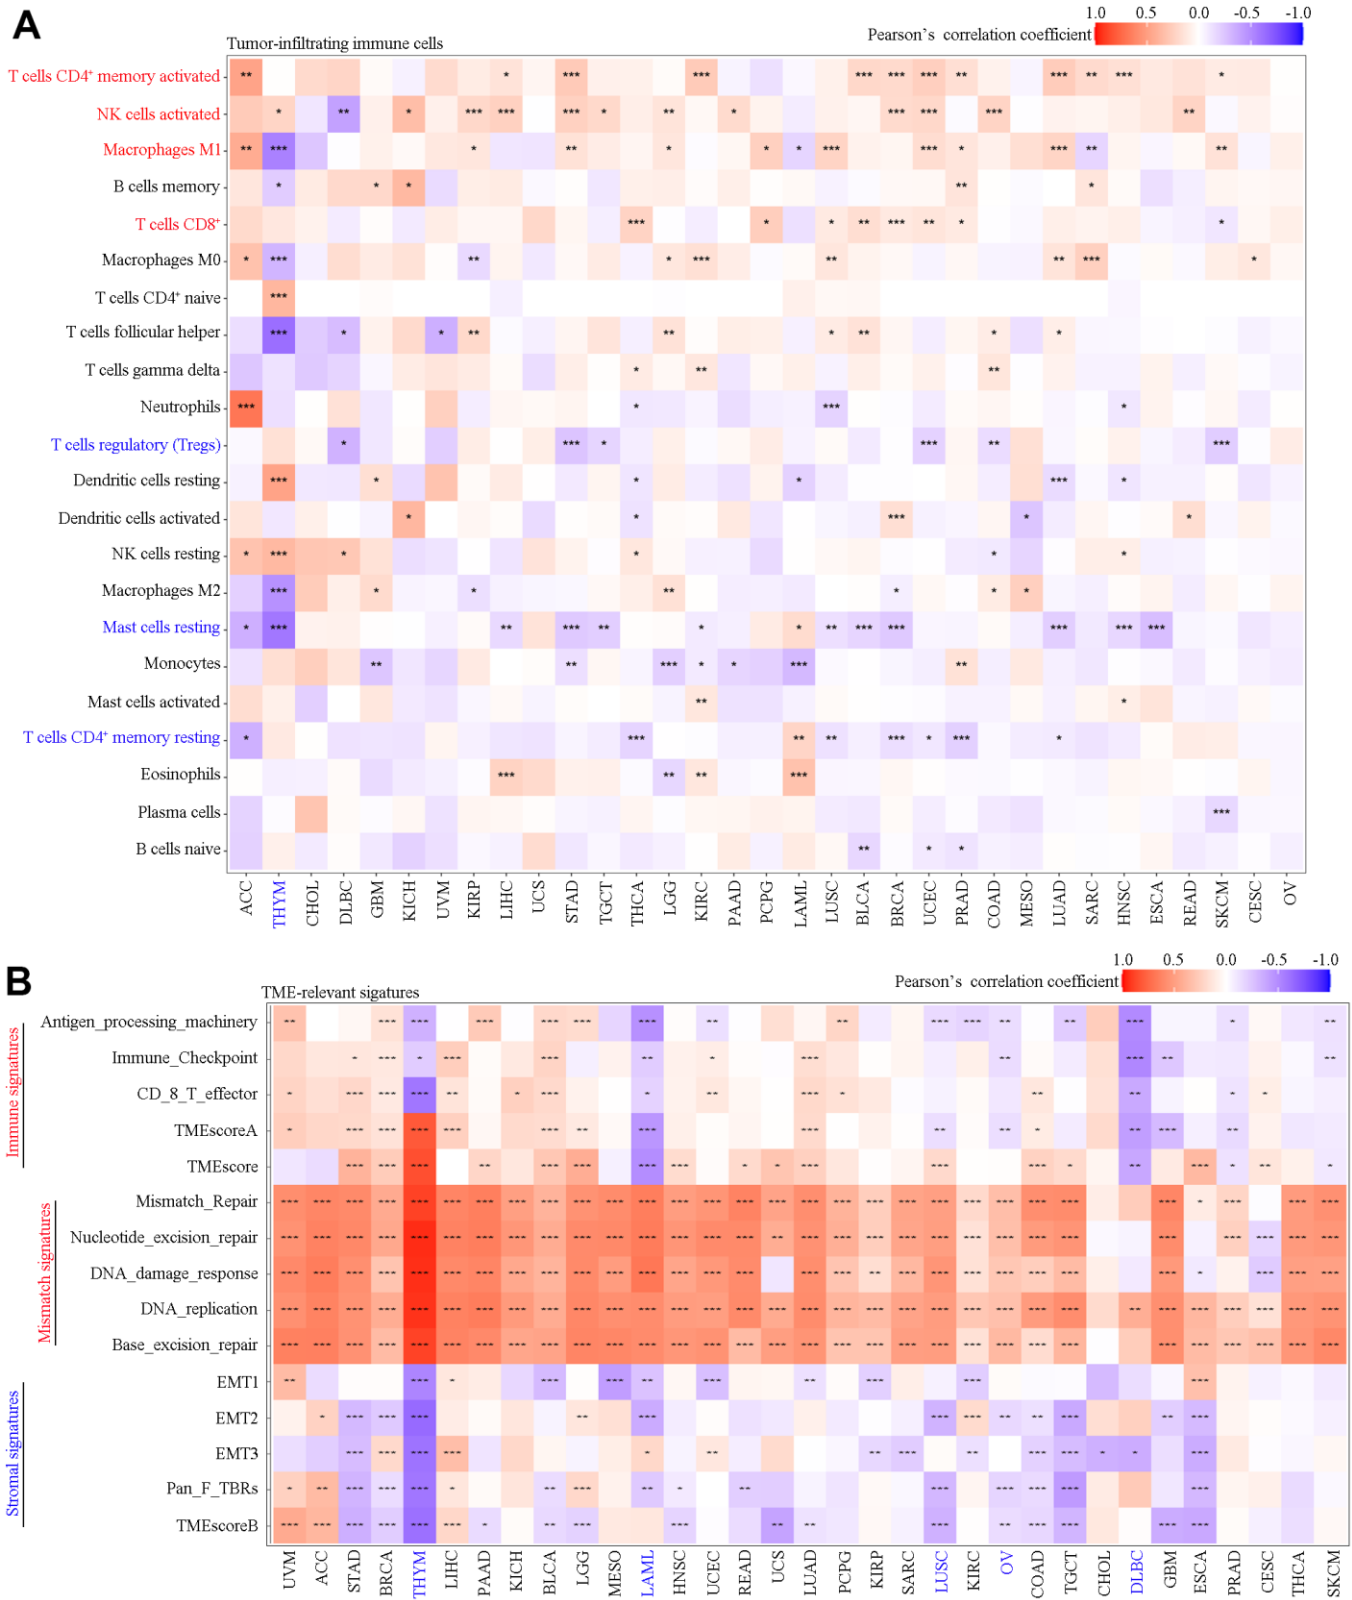 A
1.0 0.5 0.0 -0.5 -1.0
Pearson’s correlation coefficient
Tumor-infiltrating immune cells
T cells CD4+ memory activated
NK cells activated
Macrophages M1
B cells memory
T cells CD8+
Macrophages M0
T cells CD4+ naive
T cells follicular helper
T cells gamma delta
Neutrophils
T cells regulatory (Tregs)
Dendritic cells resting
Dendritic cells activated
NK cells resting
Macrophages M2
Mast cells resting
Monocytes
Mast cells activated
T cells CD4+ memory resting
Eosinophils
Plasma cells
B cells naive
ACC THYM CHOL DLBC GBM KICH UVM KIRP LIHC UCS STAD TGCT THCA LGG KIRC PAAD PCPG LAML LUSC BLCA BRCA UCEC PRAD COAD MESO LUAD SARC HNSC ESCA READ SKCM CESC OV
B
1.0 0.5 0.0 -0.5 -1.0
Pearson’s correlation coefficient
TME-relevant sigatures
Immune signatures
Antigen_processing_machinery
Immune_Checkpoint
CD_8_T_effector
TMEscoreA
TMEscore
Mismatch signatures
Mismatch_Repair
Nucleotide_excision_repair
DNA_damage_response
DNA_replication
Base_excision_repair
Stromal signatures
EMT1
EMT2
EMT3
Pan_F_TBRs
TMEscoreB
UVM ACC STAD BRCA THYM LIHC PAAD KICH BLCA LGG MESO LAML HNSC UCEC READ UCS LUAD PCPG KIRP SARC LUSC KIRC OV COAD TGCT CHOL DLBC GBM ESCA PRAD CESC THCA SKCM